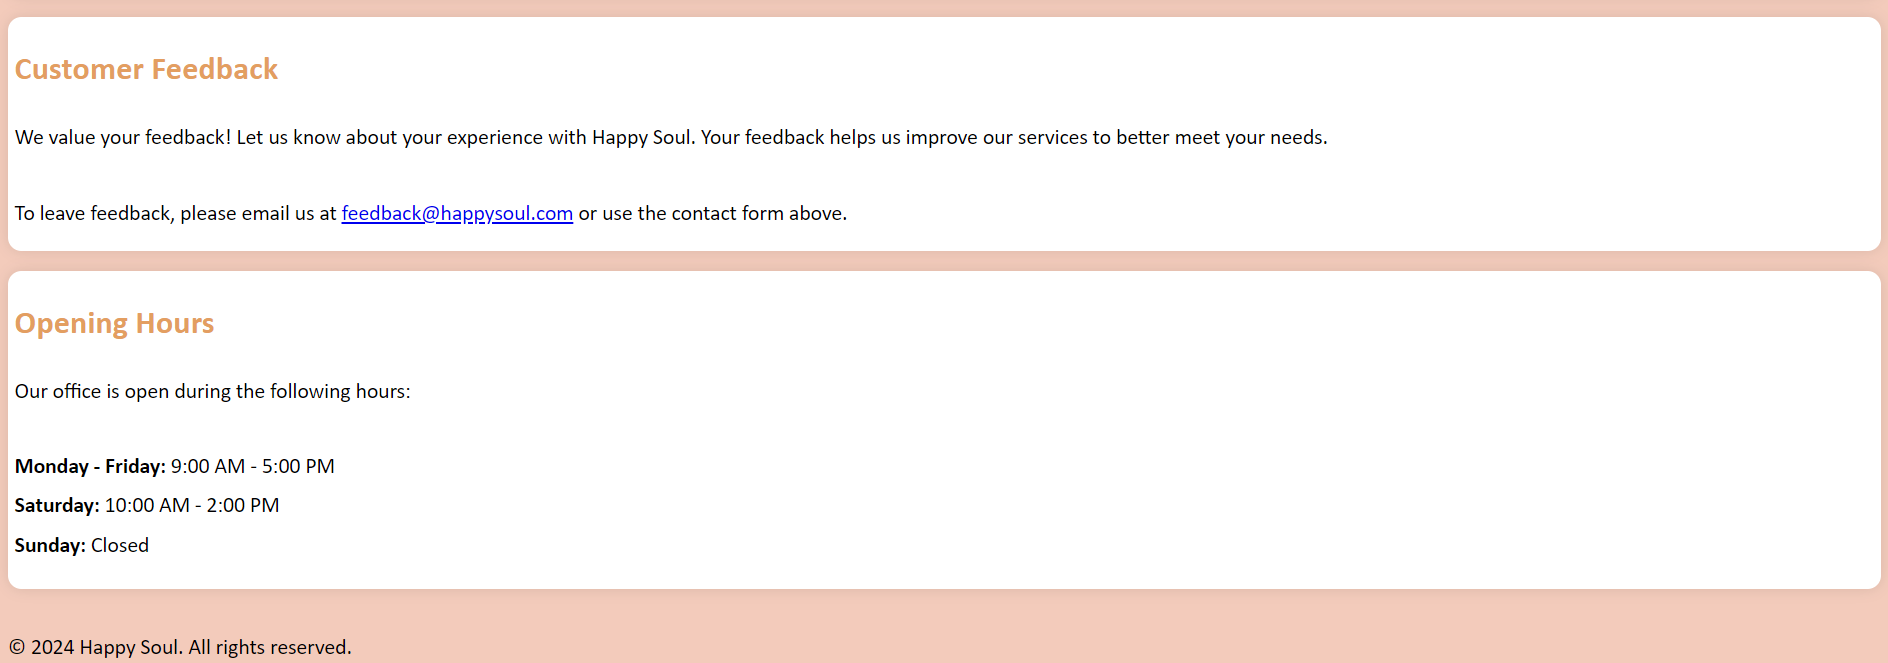 Customer Feedback
We value your feedback! Let us know about your experience with Happy Soul. Your feedback helps us improve our services to better meet your needs.
To leave feedback, please email us at feedback@happysoul.com or use the contact form above.
Opening Hours
Our office is open during the following hours:
Monday - Friday: 9:00 AM - 5:00 PM
Saturday: 10:00 AM - 2:00 PM
Sunday: Closed
© 2024 Happy Soul. All rights reserved.